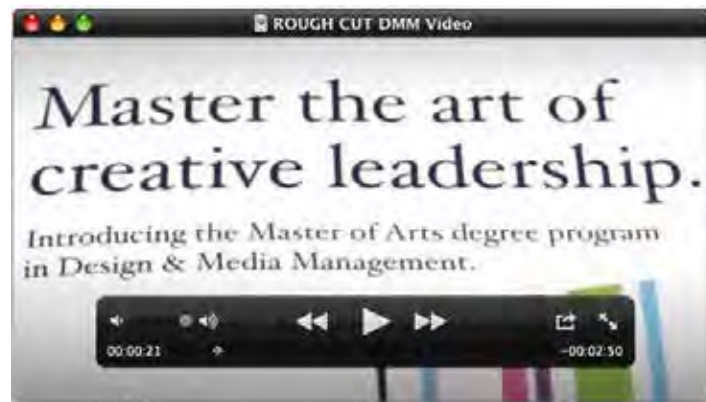 ROUGH CUT DMM Video
Master the art of
creative leadership.
Introducing the Master of Arts degree program
in Design & Media Management.
00:00:21
-00:02:50